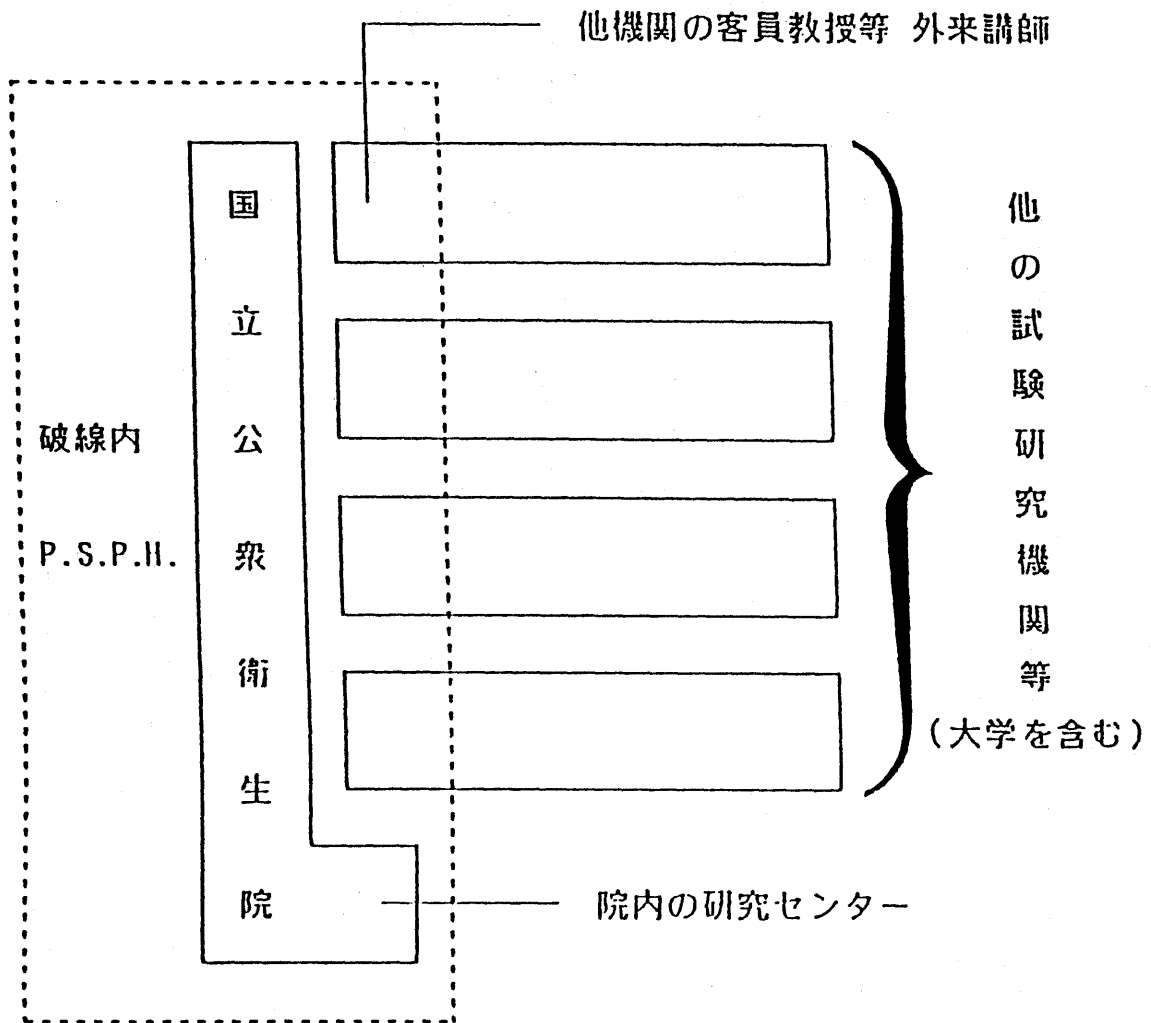 他機関の客員教授等 外来講師
国立公衆衛生院
他の試験研究機関等
(大学を含む)
破線内
P.S.P.H.
院内の研究センター